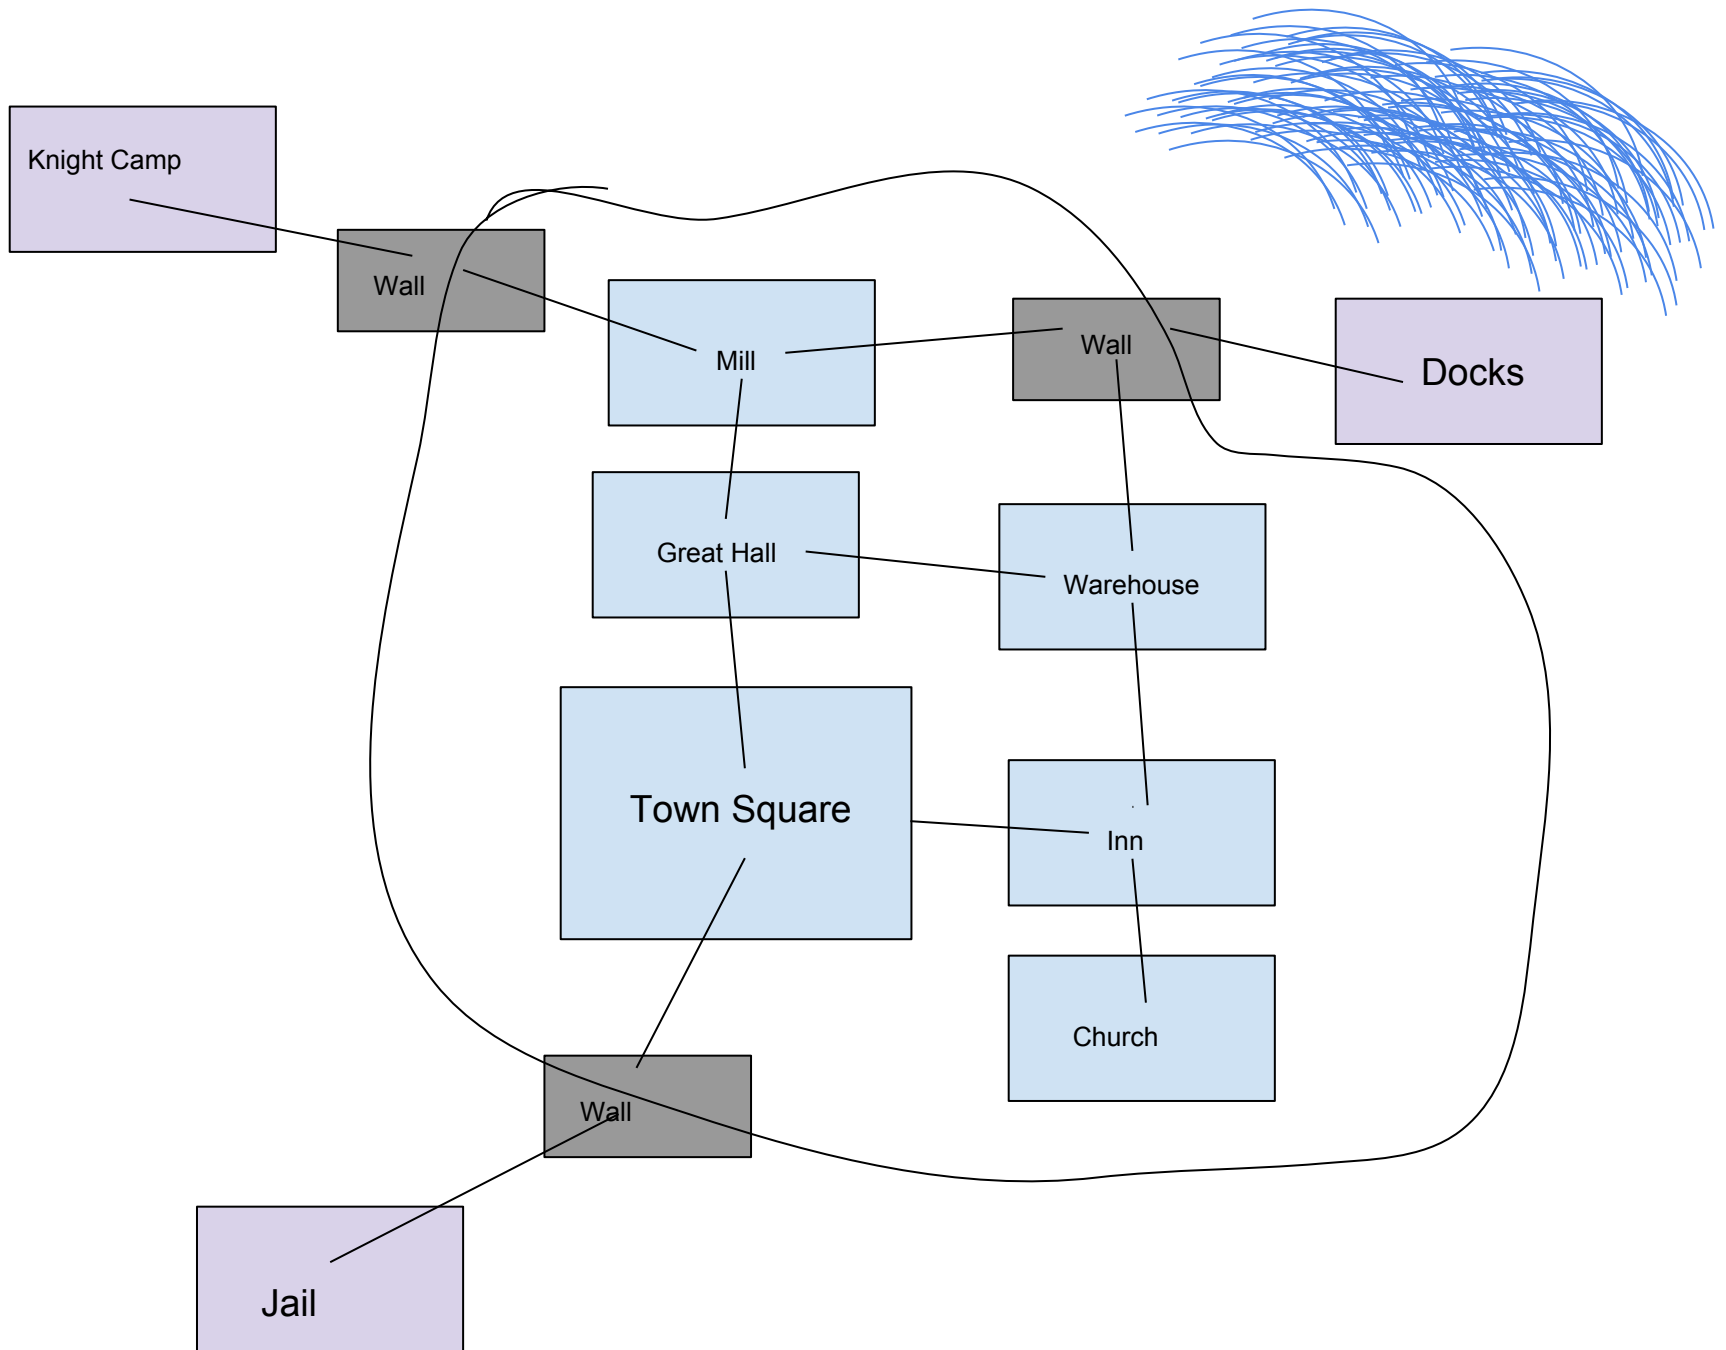 Knight Camp
Wall
Mill
Wall
Docks
Great Hall
Warehouse
Town Square
Inn
Church
Wall
Jail